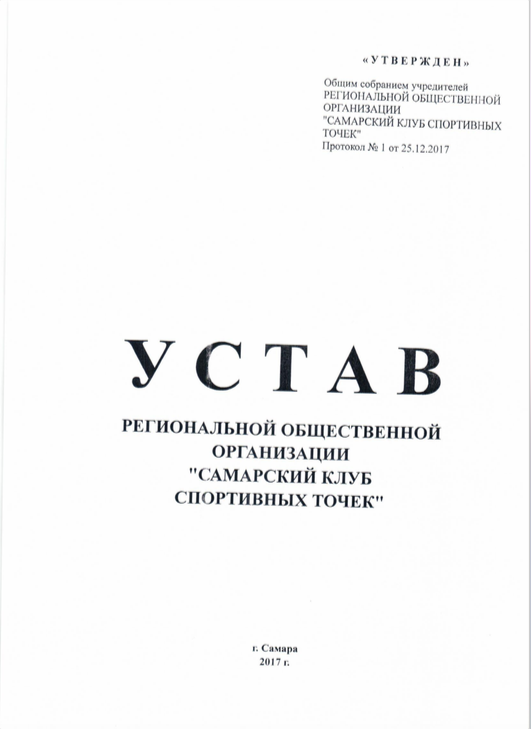 «УТВЕРЖДЕН»
Общим собранием учредителей
РЕГИОНАЛЬНОЙ ОБЩЕСТВЕННОЙ
ОРГАНИЗАЦИИ
"САМАРСКИЙ КЛУБ СПОРТИВНЫХ
ТОЧЕК"
Протокол № 1 от 25.12.2017
УСТАВ
РЕГИОНАЛЬНОЙ ОБЩЕСТВЕННОЙ
ОРГАНИЗАЦИИ
"САМАРСКИЙ КЛУБ
СПОРТИВНЫХ ТОЧЕК"
г. Самара
2017 г.